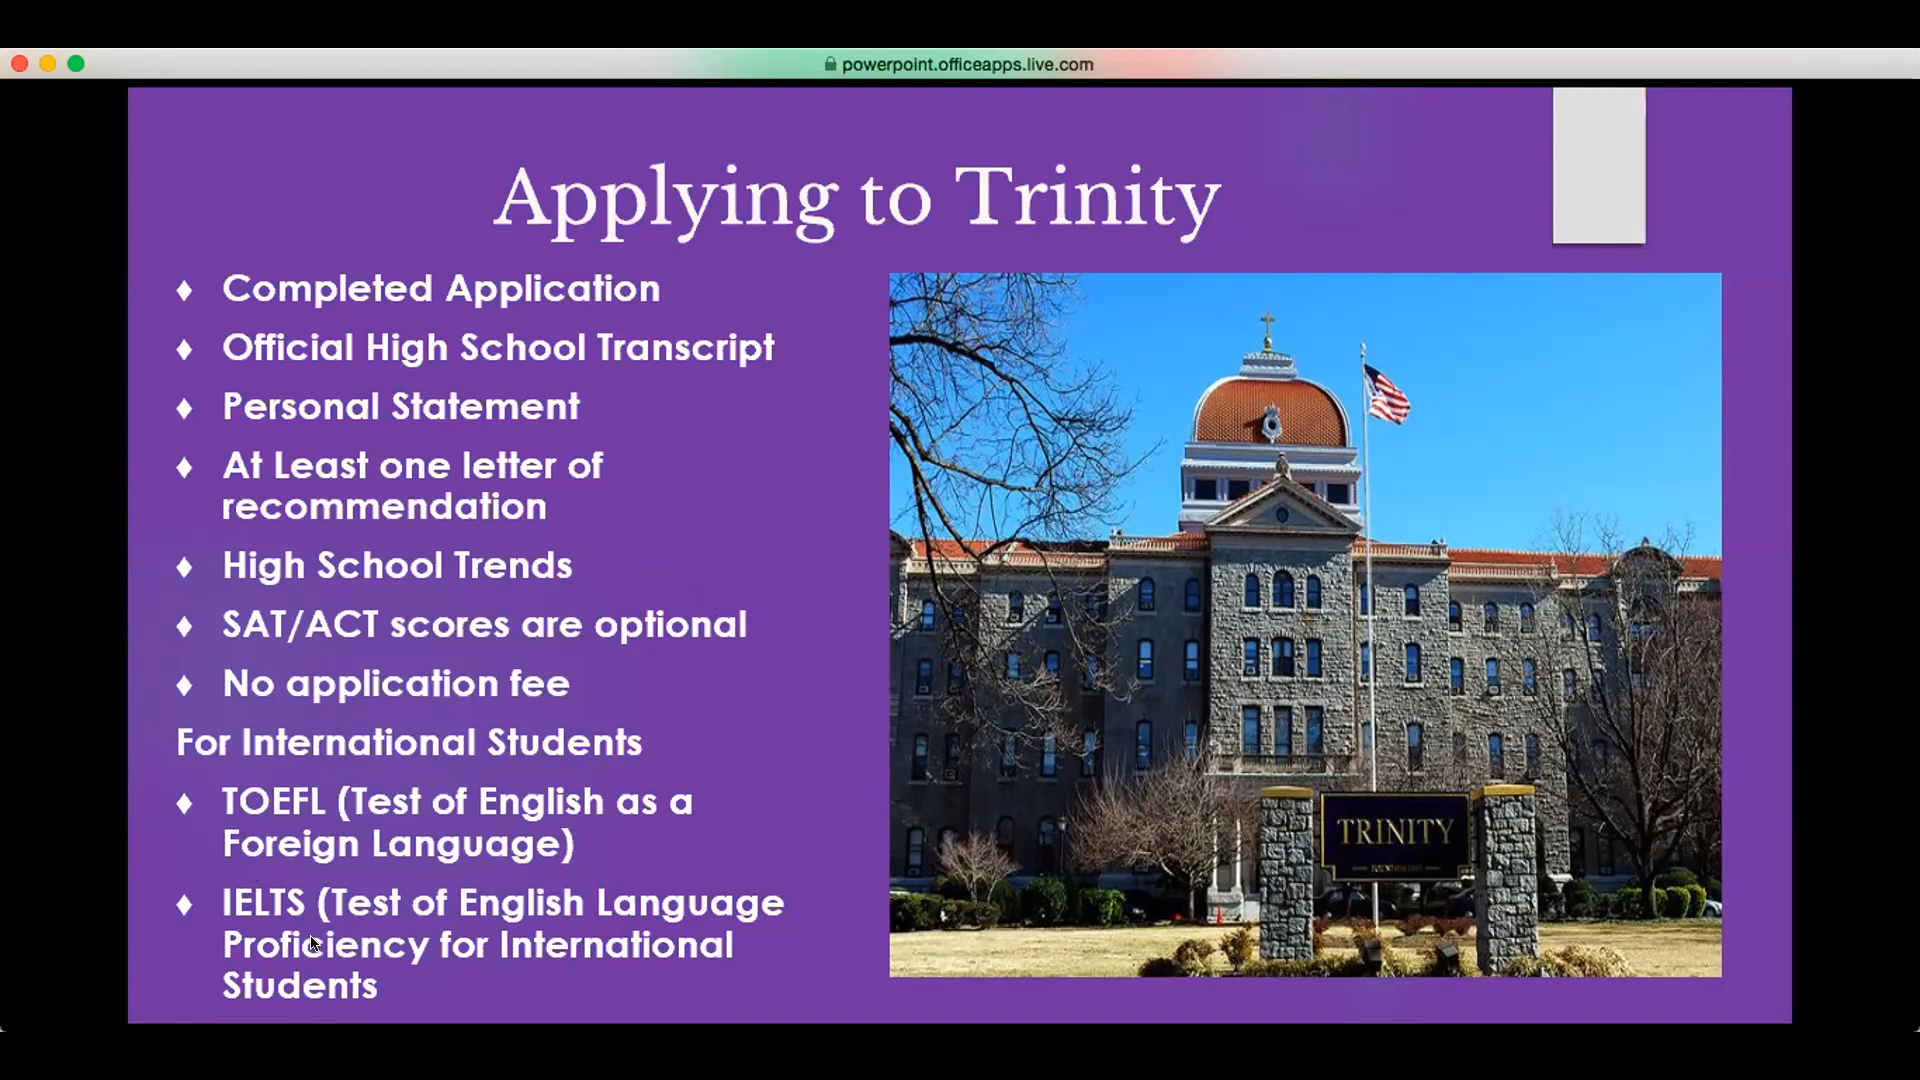 powerpoint.officeapps.live.com
Applying to Trinity
Completed Application
Official High School Transcript
Personal Statement
At Least one letter of
recommendation
High School Trends
SAT/ACT scores are optional
No application fee
For International Students
TOEFL (Test of English as a
Foreign Language)
IELTS (Test of English Language
Proficiency for International
Students
TRINITY